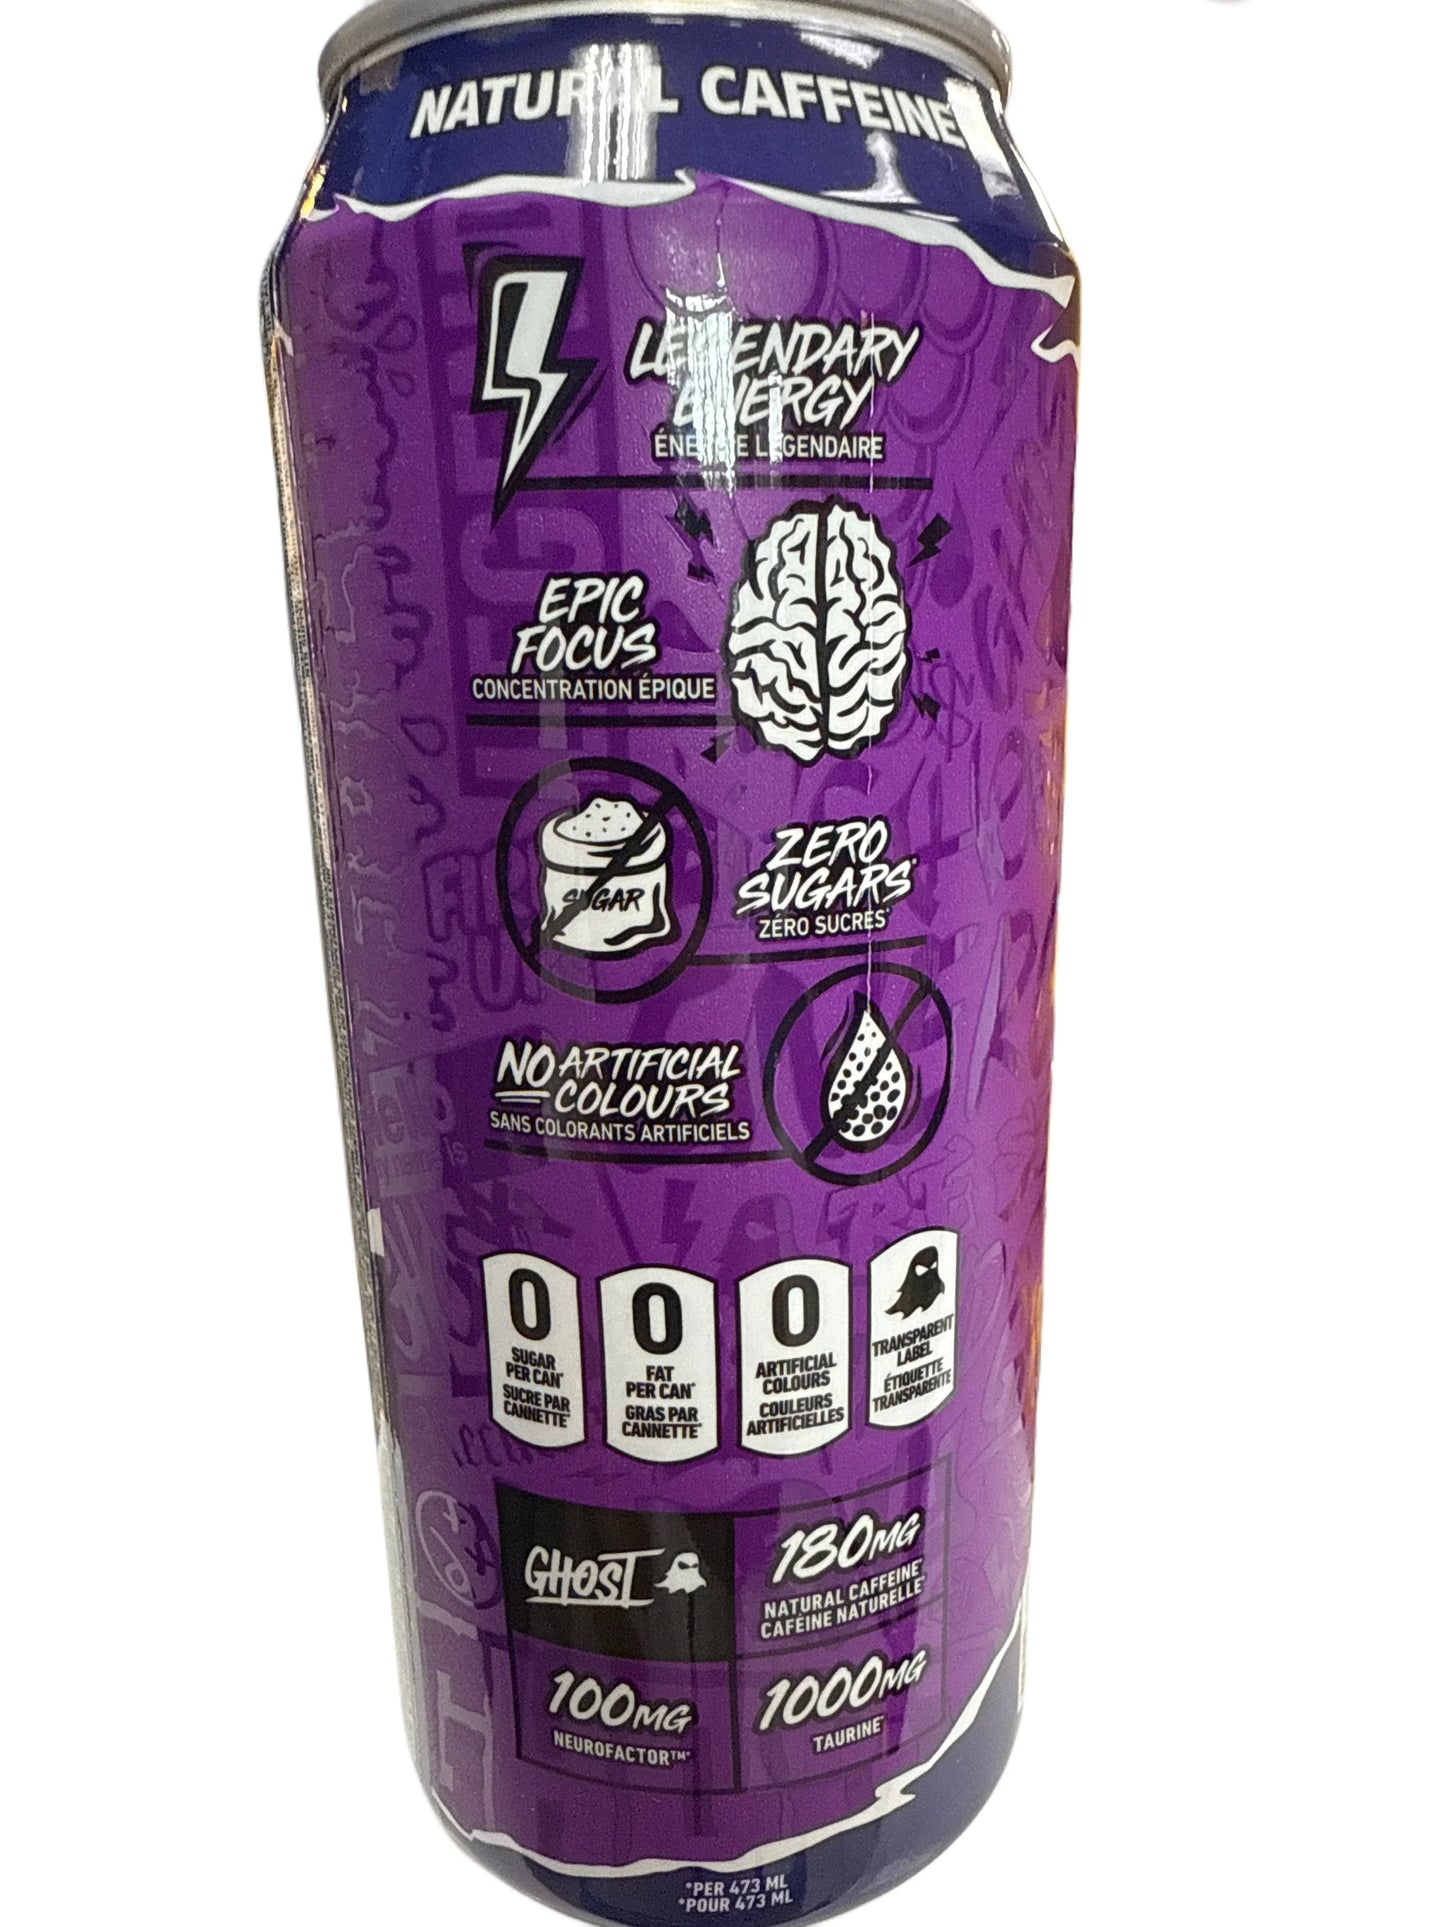 NATURAL CAFFEINE
LEGENDARY
ENERGY
ÉNERGIE LÉGENDAIRE
EPIC
FOCUS
CONCENTRATION ÉPIQUE
SUGAR
ZERO
SUGARS*
ZÉRO SUCRES*
NO ARTIFICIAL
COLOURS
SANS COLORANTS ARTIFICIELS
0
SUGAR
PER CAN*
SUCRE PAR
CANNETTE*
0
FAT
PER CAN*
GRAS PAR
CANNETTE*
0
ARTIFICIAL
COLOURS
COULEURS
ARTIFICIELLES
TRANSPARENT
LABEL
ÉTIQUETTE
TRANSPARENTE
GHOST
180MG
NATURAL CAFFEINE*
CAFÉINE NATURELLE*
100MG
NEUROFACTOR™*
1000MG
TAURINE*
*PER 473 ML
*POUR 473 ML